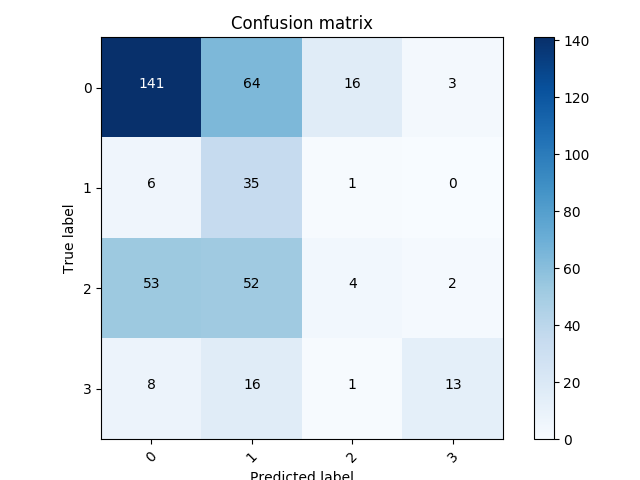 Confusion matrix
0 141 64 16 3
1 6 35 1 0
2 53 52 4 2
3 8 16 1 13
0 1 2 3
True label
Predicted label
140
120
100
80
60
40
20
0